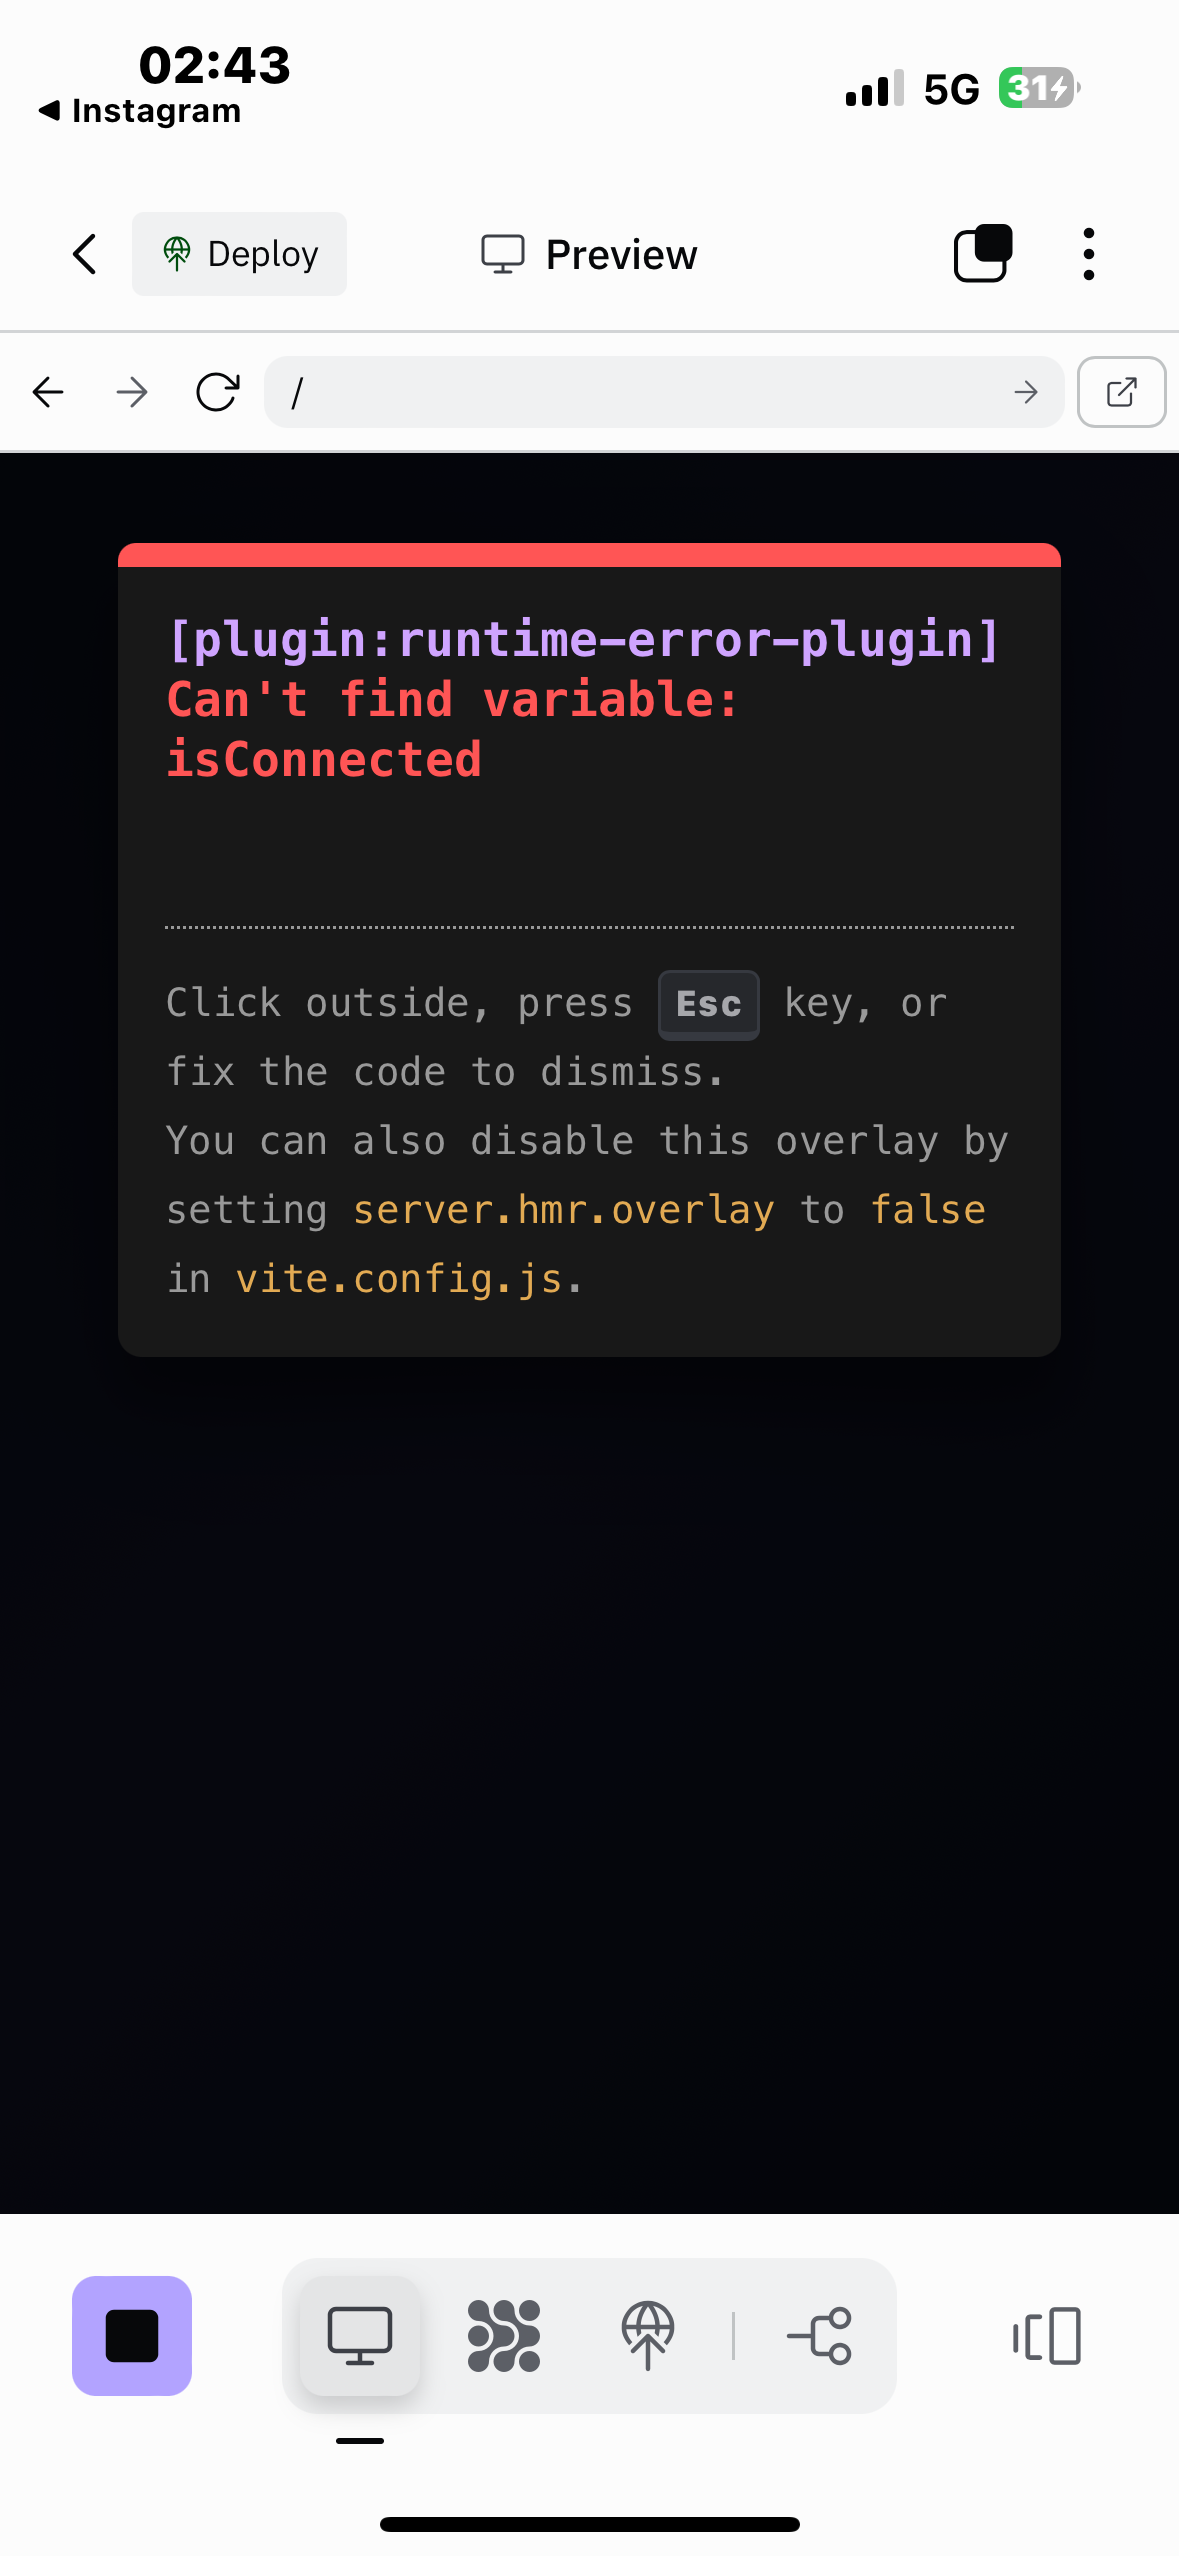 02:43
Instagram
5G
31
Deploy
Preview
/
[plugin:runtime-error-plugin]
Can't find variable:
isConnected
Click outside, press Esc key, or
fix the code to dismiss.
You can also disable this overlay by
setting server.hmr.overlay to false
in vite.config.js.